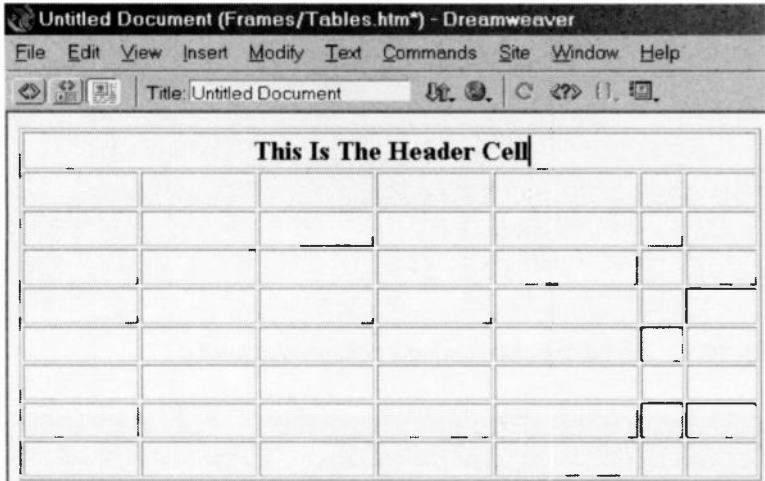 Untitled Document (Frames/Tables.htm*) - Dreamweaver
File Edit View Insert Modify Text Commands Site Window Help
Title: Untitled Document
This Is The Header Cell